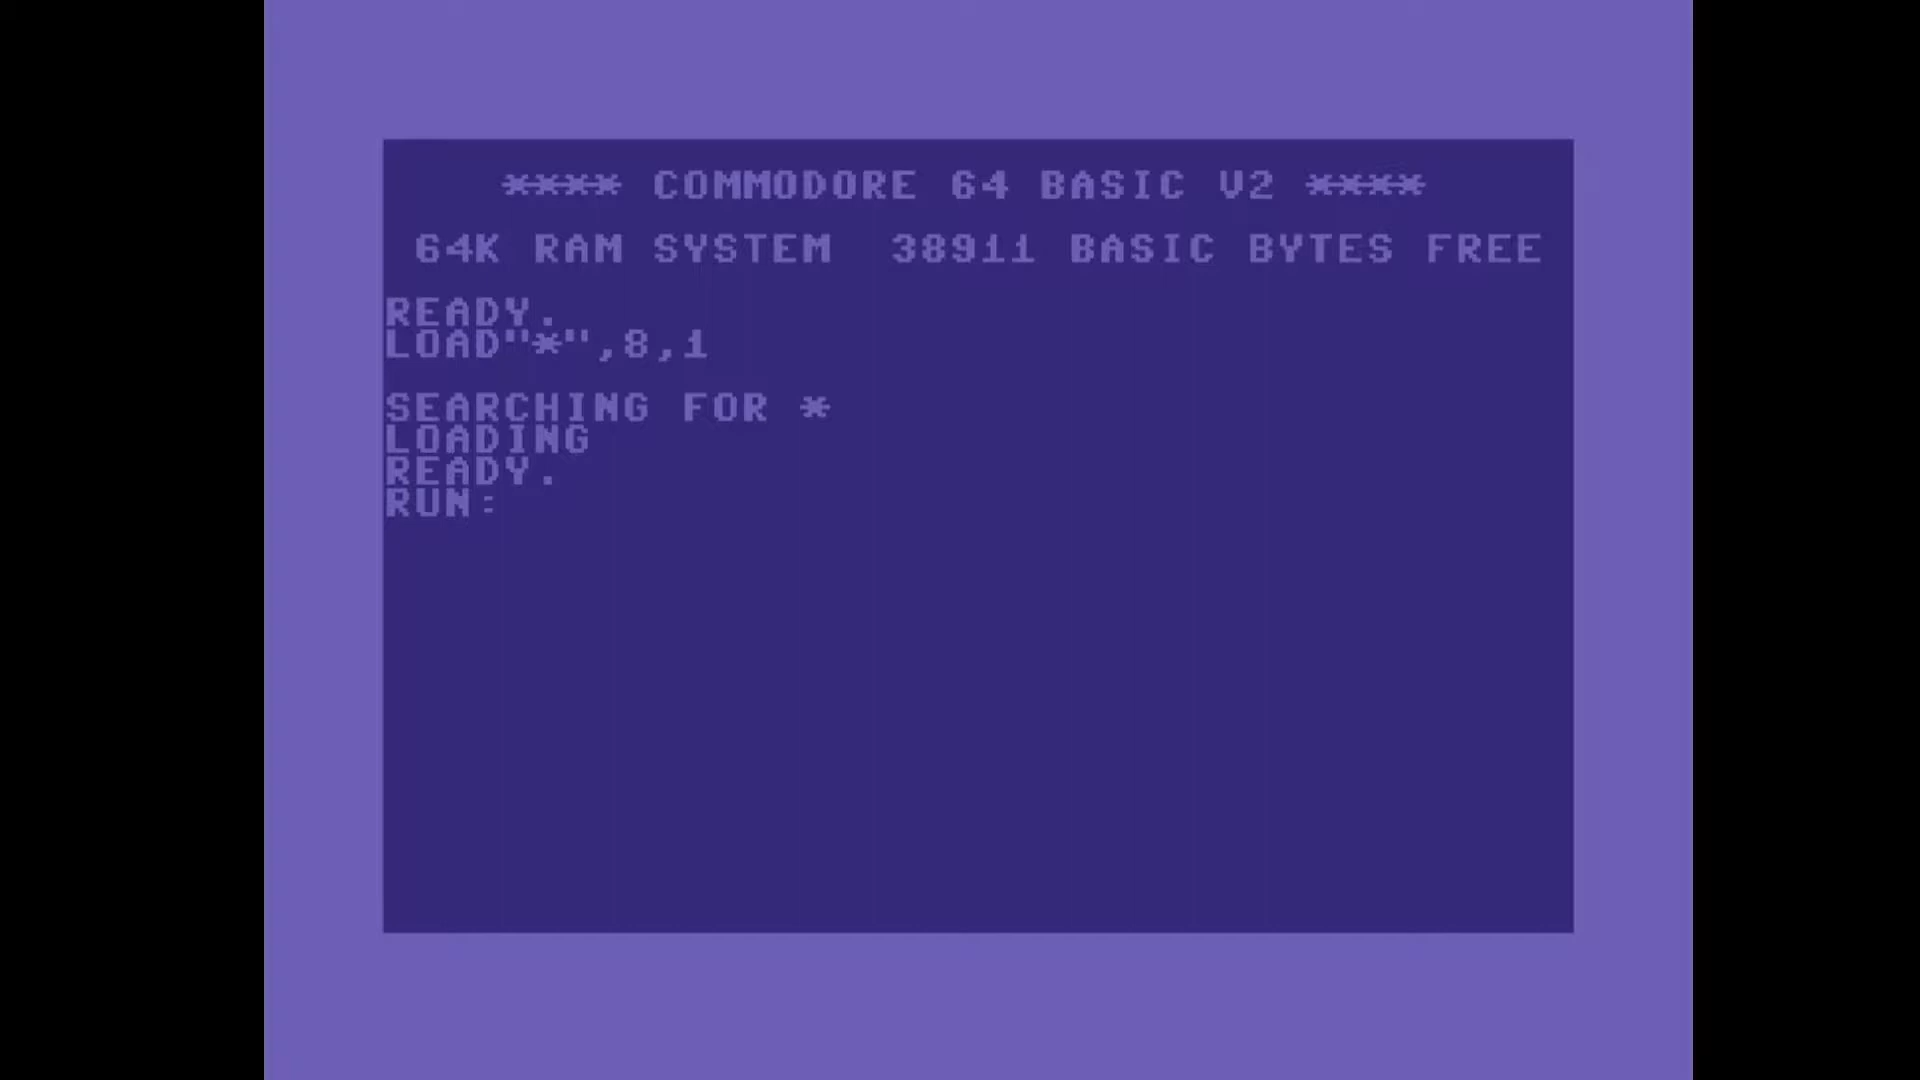 **** COMMODORE 64 BASIC V2 ****
64K RAM SYSTEM  38911 BASIC BYTES FREE
READY.
LOAD"*",8,1
SEARCHING FOR *
LOADING
READY.
RUN: